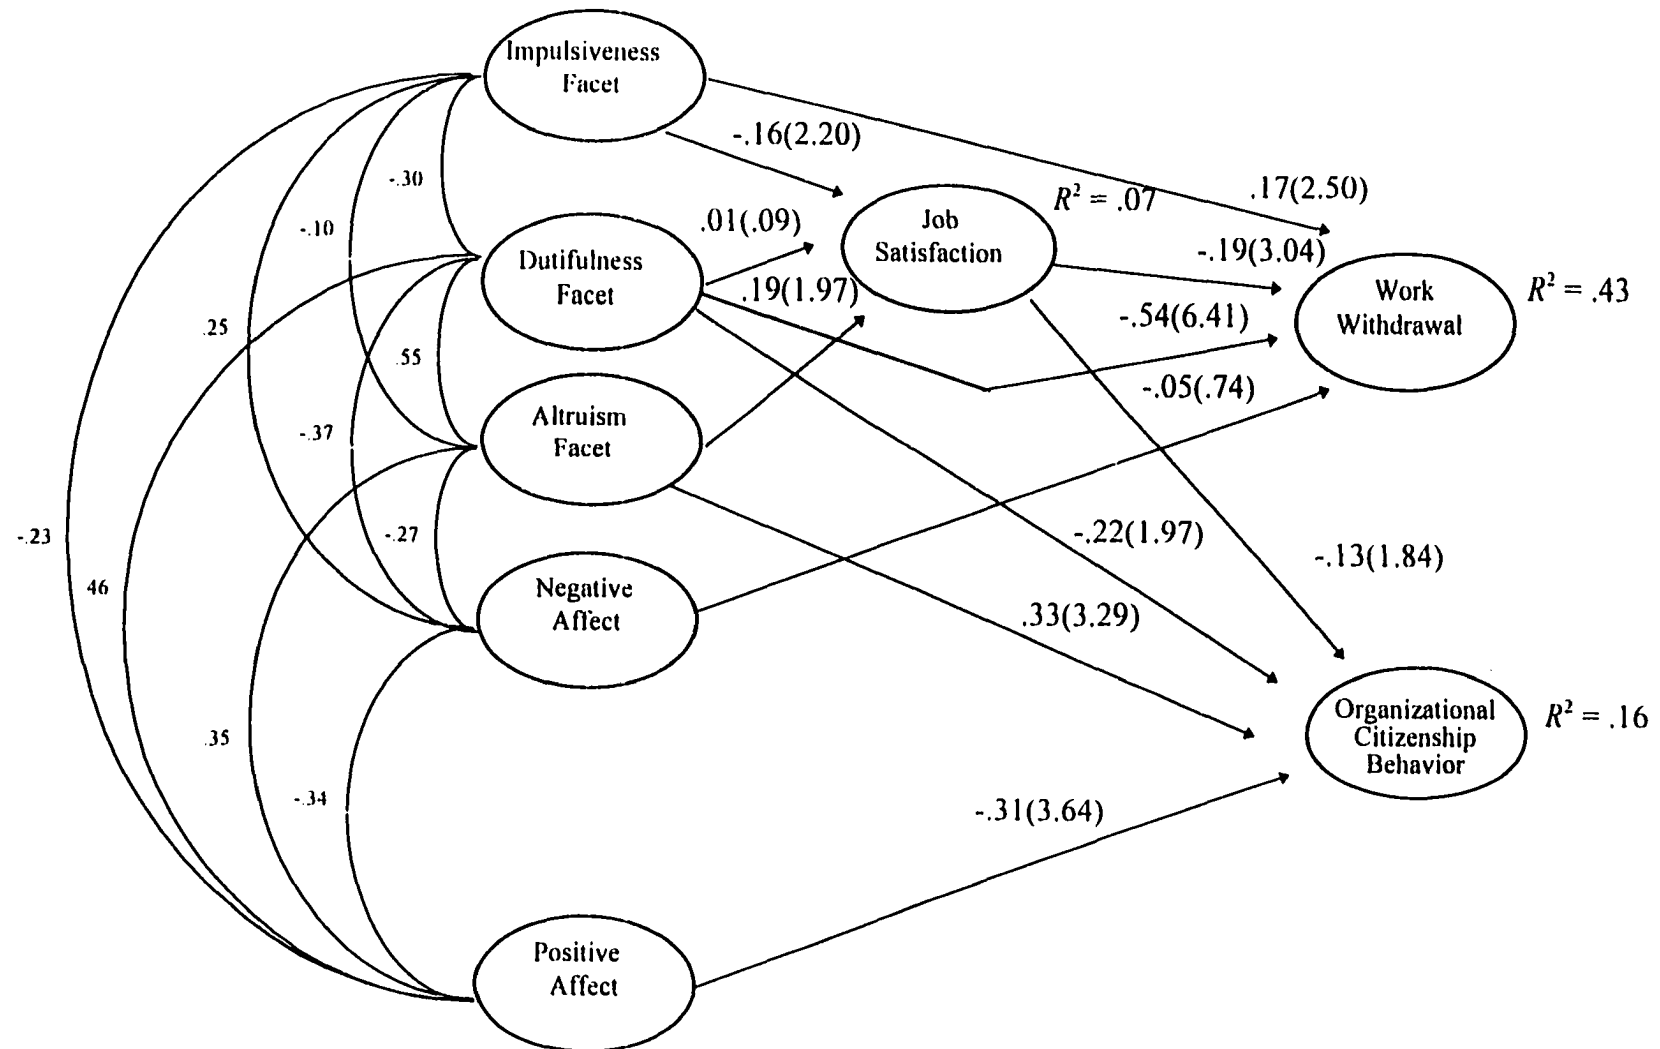 Impulsiveness
Facet
-.16(2.20)
.17(2.50)
-.30
R² = .07
-.10
.01(.09)
Job
Satisfaction
-.19(3.04)
Dutifulness
Facet
.19(1.97)
Work
Withdrawal
R² = .43
.25
.55
-.54(6.41)
-.05(.74)
-.37
Altruism
Facet
-.23
-.27
-.22(1.97)
-.13(1.84)
46
Negative
Affect
.33(3.29)
.35
Organizational
Citizenship
Behavior
R² = .16
-.34
-.31(3.64)
Positive
Affect